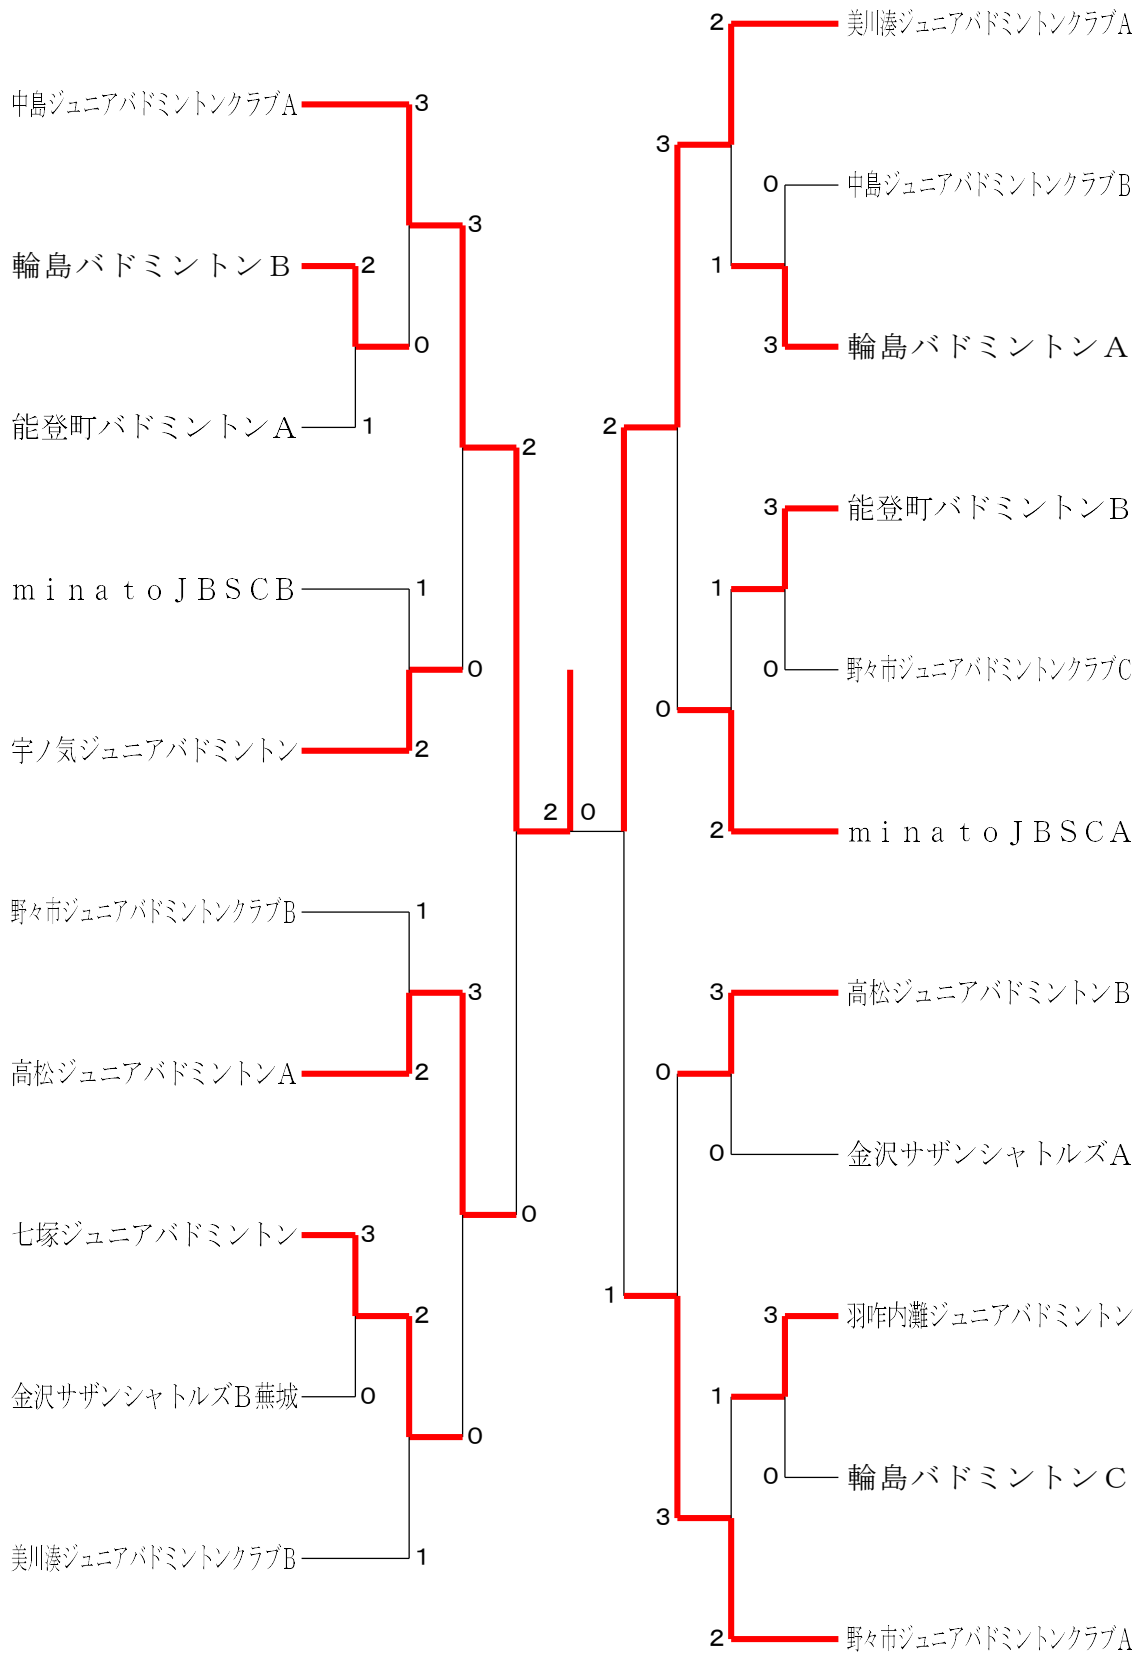 中島ジュニアバドミントンクラブA
3
3
輪島バドミントンB
2
0
能登町バドミントンA
1
2
minatoJBSCB
1
0
宇ノ気ジュニアバドミントン
2
2
0
野々市ジュニアバドミントンクラブB
1
3
高松ジュニアバドミントンA
2
0
七塚ジュニアバドミントン
3
2
金沢サザンシャトルズB蕪城
0
0
美川湊ジュニアバドミントンクラブB
1
2
美川湊ジュニアバドミントンクラブA
3
0
中島ジュニアバドミントンクラブB
1
3
輪島バドミントンA
2
3
能登町バドミントンB
1
0
野々市ジュニアバドミントンクラブC
0
2
minatoJBSCA
3
高松ジュニアバドミントンB
0
0
金沢サザンシャトルズA
1
3
羽咋内灘ジュニアバドミントン
1
0
輪島バドミントンC
3
2
野々市ジュニアバドミントンクラブA